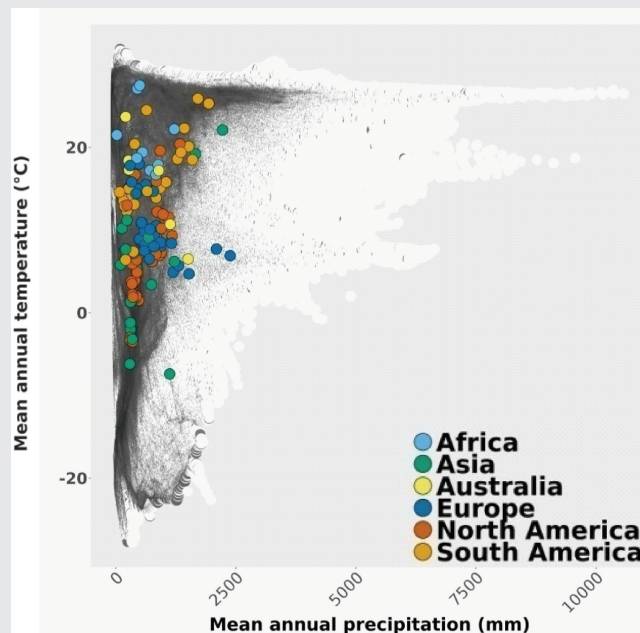 Mean annual temperature (°C)
20
0
-20
Africa
Asia
Australia
Europe
North America
South America
0
2500
5000
7500
10000
Mean annual precipitation (mm)